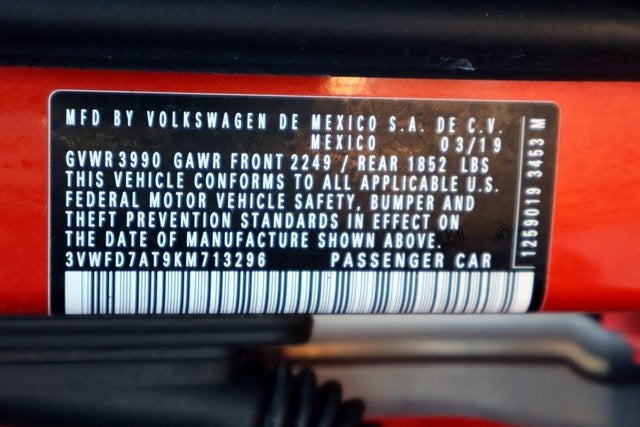 MFD BY VOLKSWAGEN DE MEXICO S.A. DE C.V.
MEXICO 03/19
GVWR3990 GAWR FRONT 2249 / REAR 1852 LBS
THIS VEHICLE CONFORMS TO ALL APPLICABLE U.S.
FEDERAL MOTOR VEHICLE SAFETY, BUMPER AND
THEFT PREVENTION STANDARDS IN EFFECT ON
THE DATE OF MANUFACTURE SHOWN ABOVE.
3VWFD7AT9KM713296 PASSENGER CAR
1259019 3453 M